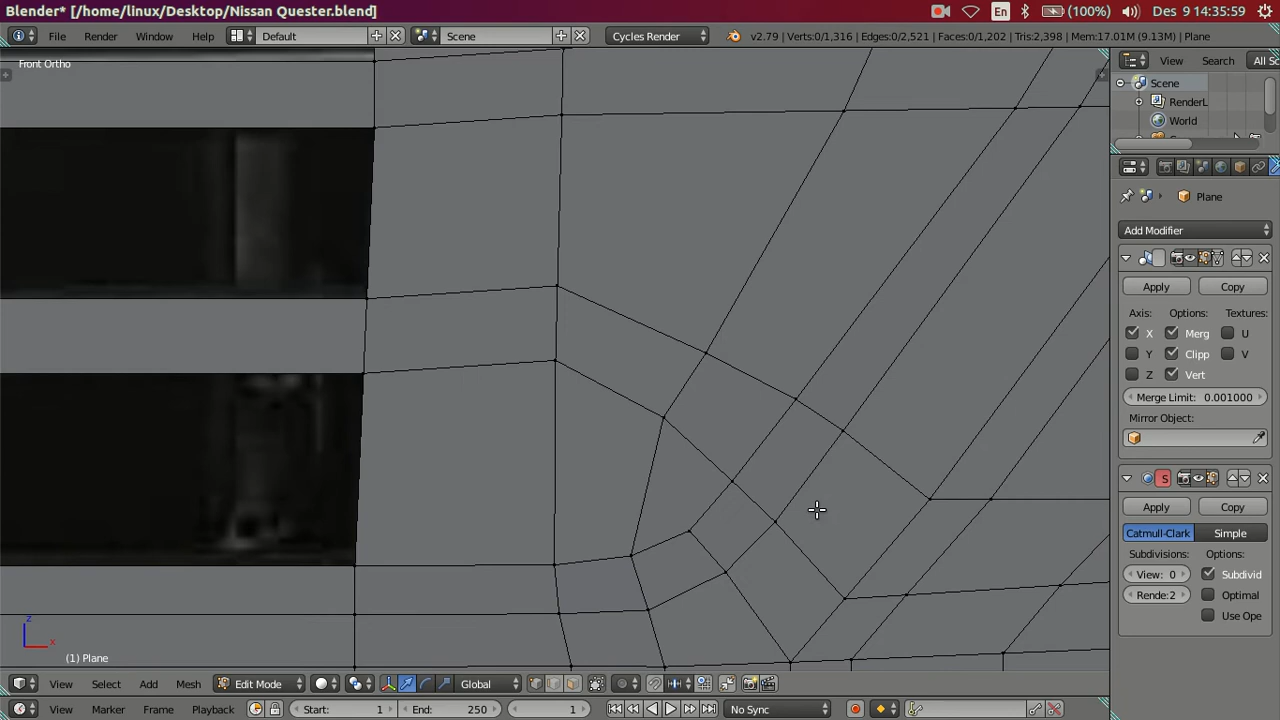 Blender* [/home/linux/Desktop/Nissan Quester.blend]
En
(100%)
Des 9 14:35:59
File
Render
Window
Help
Default
Scene
Cycles Render
v2.79 | Verts:0/1,316 | Edges:0/2,521 | Faces:0/1,202 | Tris:2,398 | Mem:17.01M (9.13M) | Plane
Front Ortho
View
Search
All Sc
Scene
RenderL
World
Plane
Add Modifier
Apply
Copy
Axis:
Options:
Textures:
X
Merg
U
Y
Clipp
V
Z
Vert
Merge Limit: 0.001000
Mirror Object:
S
Apply
Copy
Catmull-Clark
Simple
Subdivisions:
Options:
View: 0
Subdivid
Rende:2
Optimal
Use Ope
z
x
(1) Plane
View
Select
Add
Mesh
Edit Mode
Global
View
Marker
Frame
Playback
Start: 1
End: 250
1
No Sync